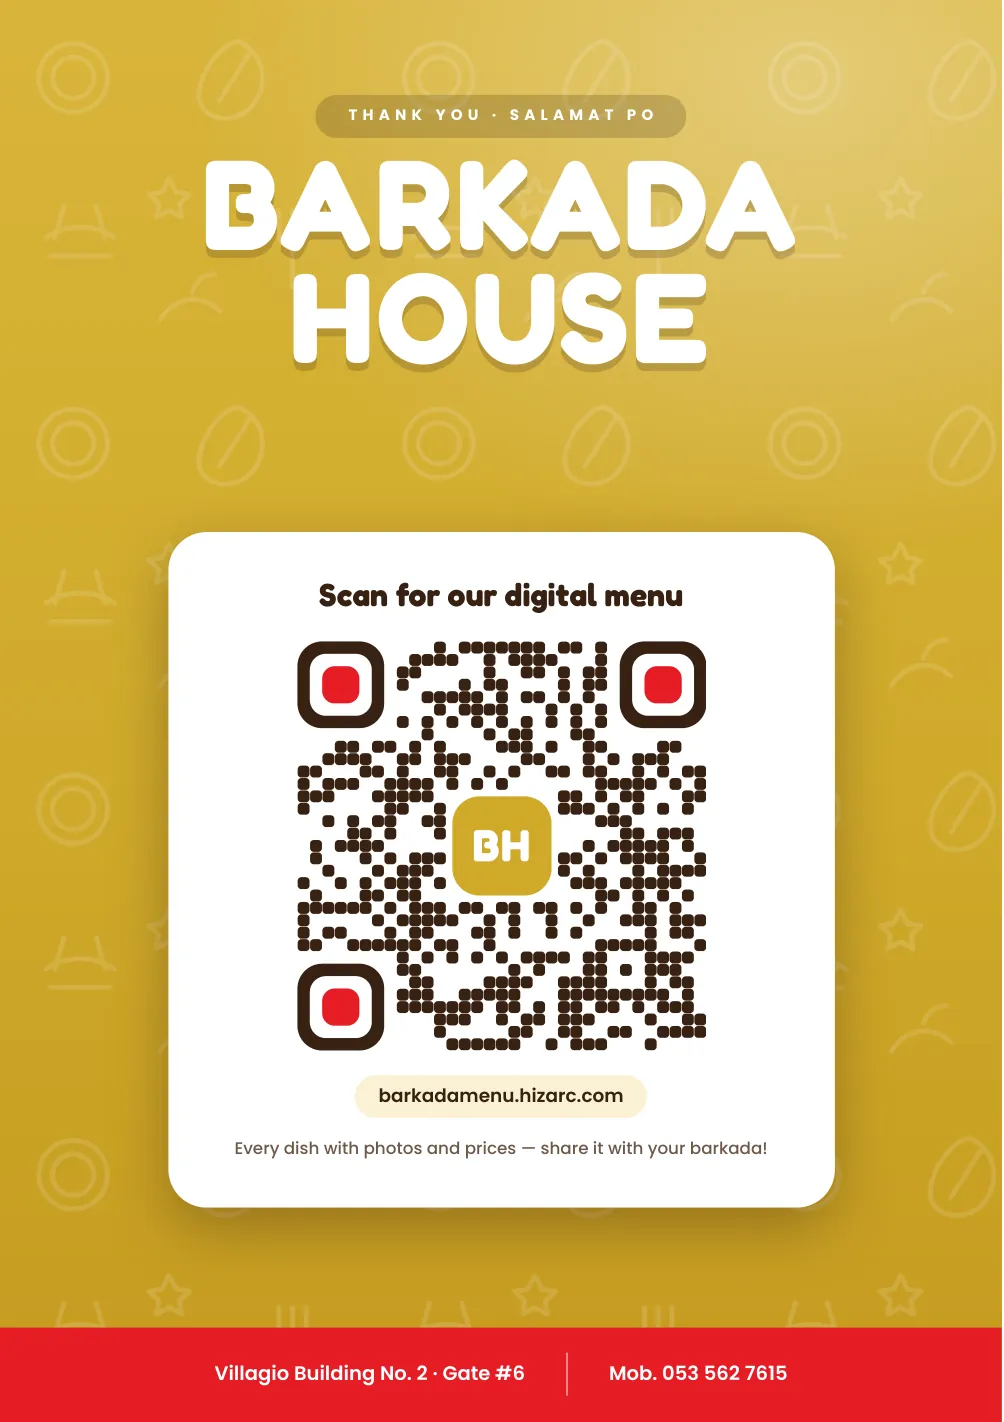 THANK YOU · SALAMAT PO
BARKADA
HOUSE
Scan for our digital menu
BH
barkadamenu.hizarc.com
Every dish with photos and prices — share it with your barkada!
Villagio Building No. 2 · Gate #6
Mob. 053 562 7615